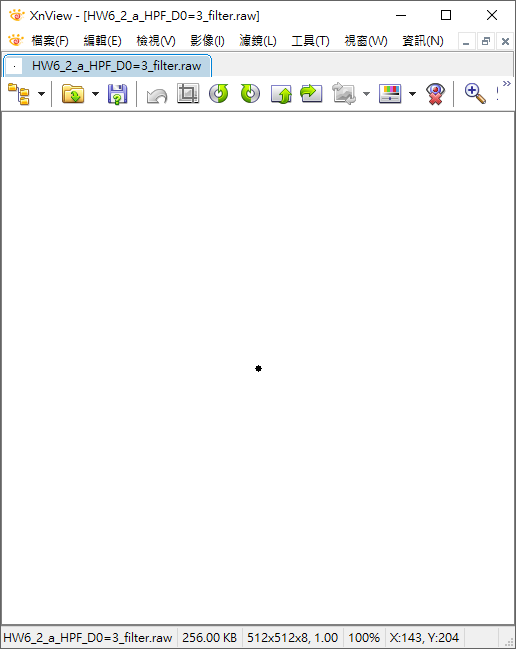 XnView - [HW6_2_a_HPF_D0=3_filter.raw]
檔案(F) 編輯(E) 檢視(V) 影像(I) 濾鏡(L) 工具(T) 視窗(W) 資訊(N)
HW6_2_a_HPF_D0=3_filter.raw
HW6_2_a_HPF_D0=3_filter.raw 256.00 KB 512x512x8, 1.00 100% X:143, Y:204